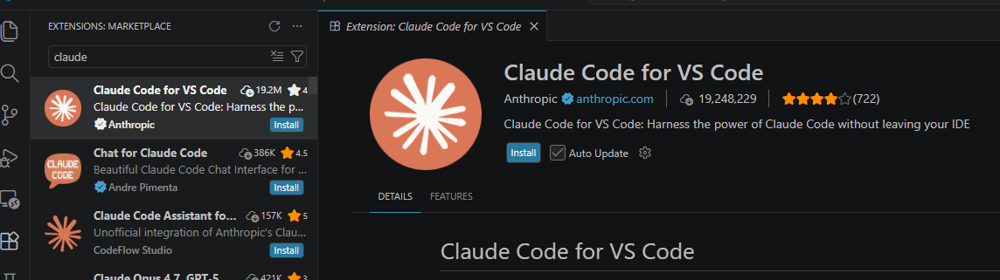 EXTENSIONS: MARKETPLACE
claude
Claude Code for VS Code 19.2M 4
Claude Code for VS Code: Harness the p...
Anthropic Install
Chat for Claude Code 386K 4.5
Beautiful Claude Code Chat Interface for ...
Andre Pimenta Install
CLAUDE
CODE
Claude Code Assistant fo... 157K 5
Unofficial integration of Anthropic's Clau...
CodeFlow Studio Install
Claude Opus 4.7, GPT-5 421K 3
Extension: Claude Code for VS Code
Claude Code for VS Code
Anthropic anthropic.com 19,248,229 (722)
Claude Code for VS Code: Harness the power of Claude Code without leaving your IDE
Install Auto Update
DETAILS FEATURES
Claude Code for VS Code